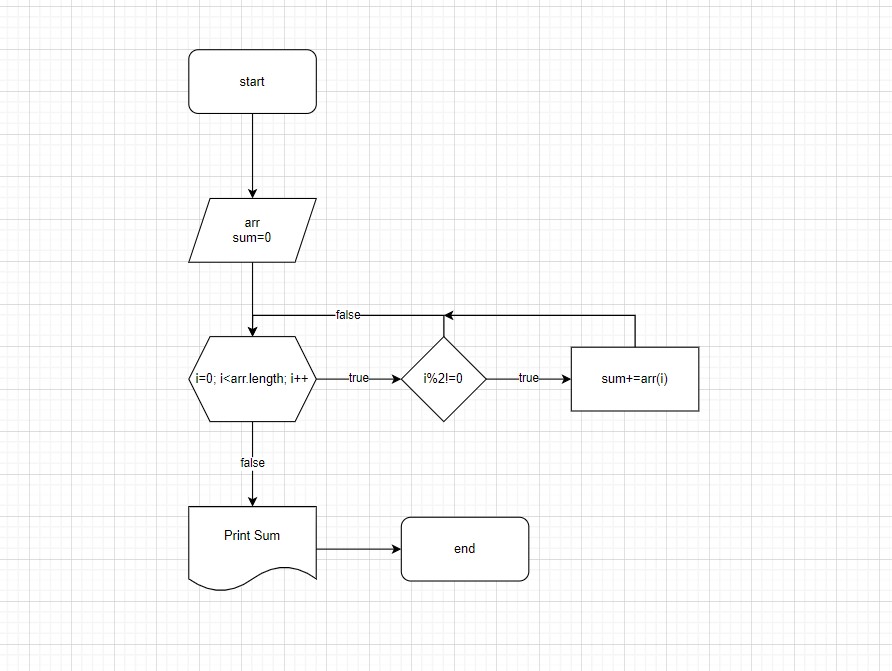 start
arr
sum=0
false
i=0; i<arr.length; i++
true
i%2!=0
true
sum+=arr(i)
false
Print Sum
end